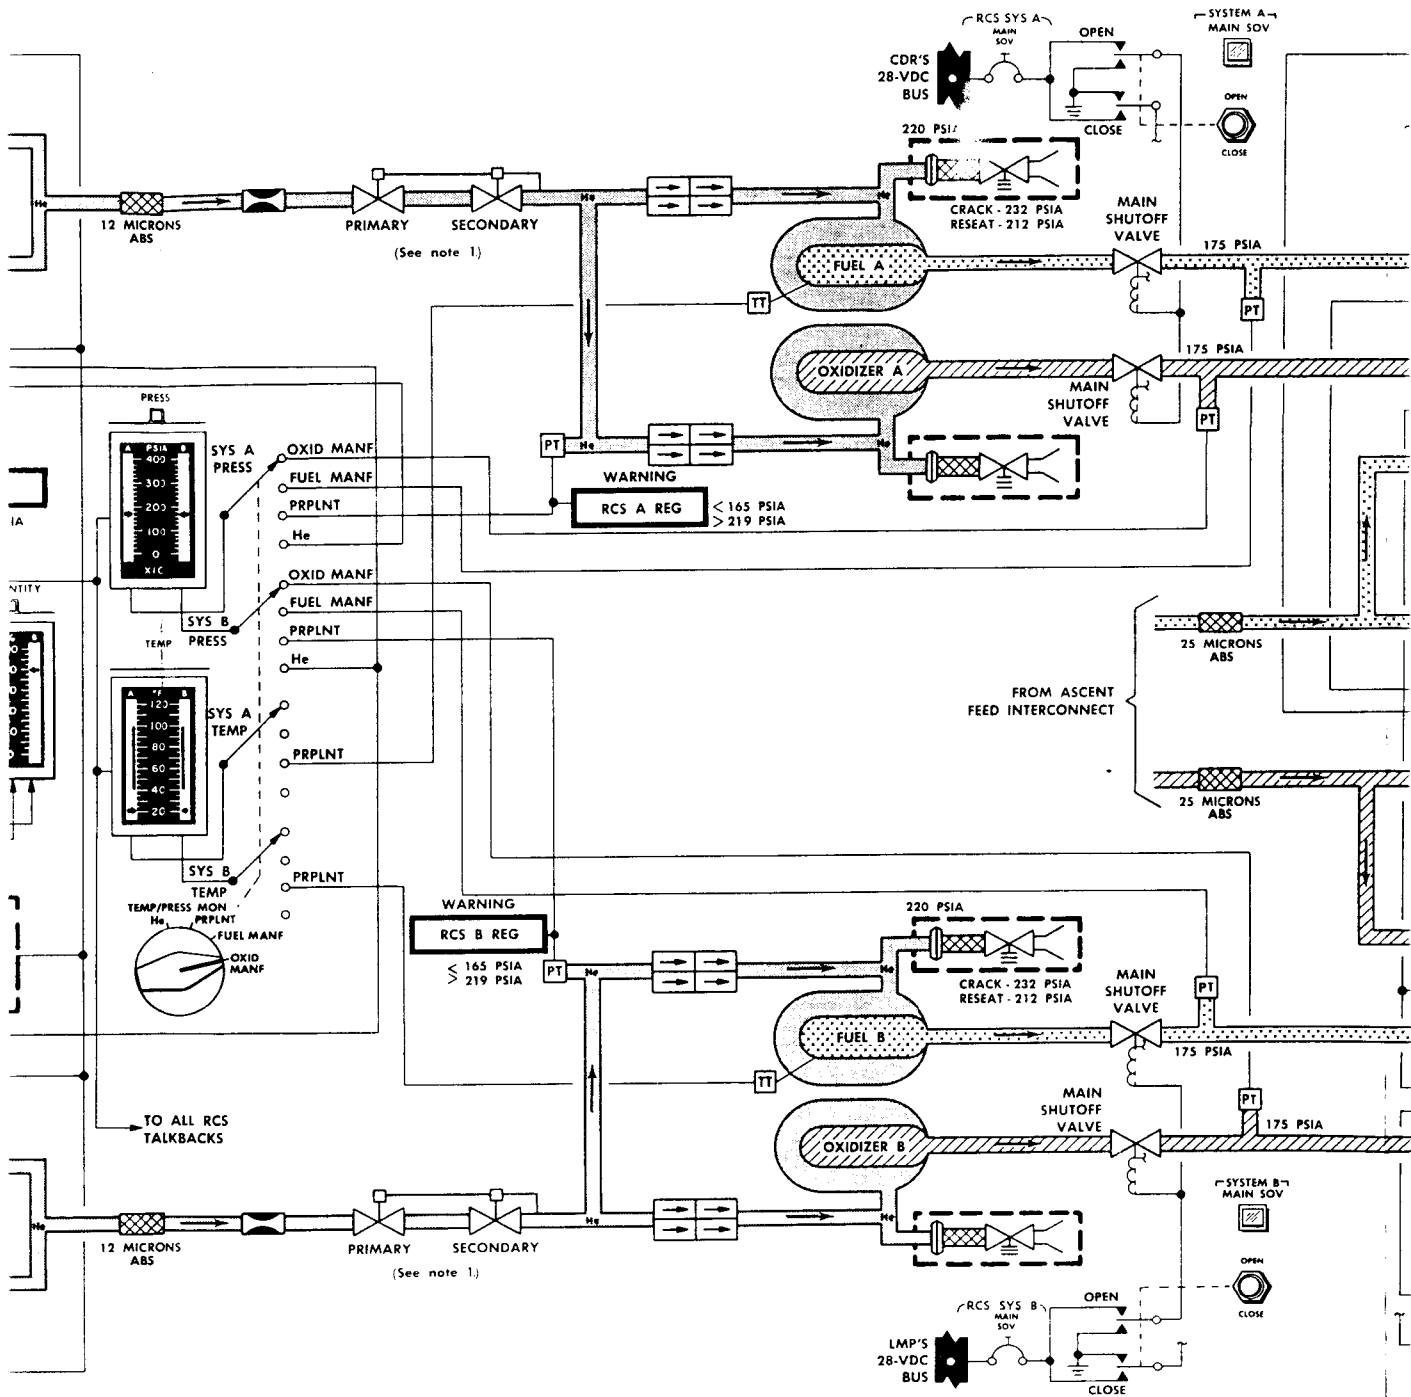 RCS SYS A
MAIN
SOV
OPEN
SYSTEM A
MAIN SOV
CDR'S
28-VDC
BUS
CLOSE
OPEN
CLOSE
220 PSI
He
12 MICRONS
ABS
PRIMARY
SECONDARY
(See note 1.)
He
He
CRACK - 232 PSIA
RESEAT - 212 PSIA
MAIN
SHUTOFF
VALVE
175 PSIA
FUEL A
TT
PT
OXIDIZER A
175 PSIA
MAIN
SHUTOFF
VALVE
PT
PRESS
A PSIA B
400
300
200
100
0
X1C
SYS A
PRESS
OXID MANF
FUEL MANF
PRPLNT
He
PT
He
He
WARNING
RCS A REG
< 165 PSIA
> 219 PSIA
IA
NTITY
B
SYS B
PRESS
OXID MANF
FUEL MANF
PRPLNT
He
TEMP
A °F B
120
100
80
60
40
20
SYS A
TEMP
PRPLNT
25 MICRONS
ABS
FROM ASCENT
FEED INTERCONNECT
25 MICRONS
ABS
SYS B
TEMP
PRPLNT
TEMP/PRESS MON
He
PRPLNT
FUEL MANF
OXID
MANF
WARNING
RCS B REG
< 165 PSIA
> 219 PSIA
PT
He
He
220 PSIA
CRACK - 232 PSIA
RESEAT - 212 PSIA
MAIN
SHUTOFF
VALVE
PT
FUEL B
175 PSIA
TT
MAIN
SHUTOFF
VALVE
PT
175 PSIA
OXIDIZER B
TO ALL RCS
TALKBACKS
He
12 MICRONS
ABS
PRIMARY
SECONDARY
(See note 1.)
He
He
SYSTEM B
MAIN SOV
OPEN
CLOSE
RCS SYS B
MAIN
SOV
OPEN
LMP'S
28-VDC
BUS
CLOSE